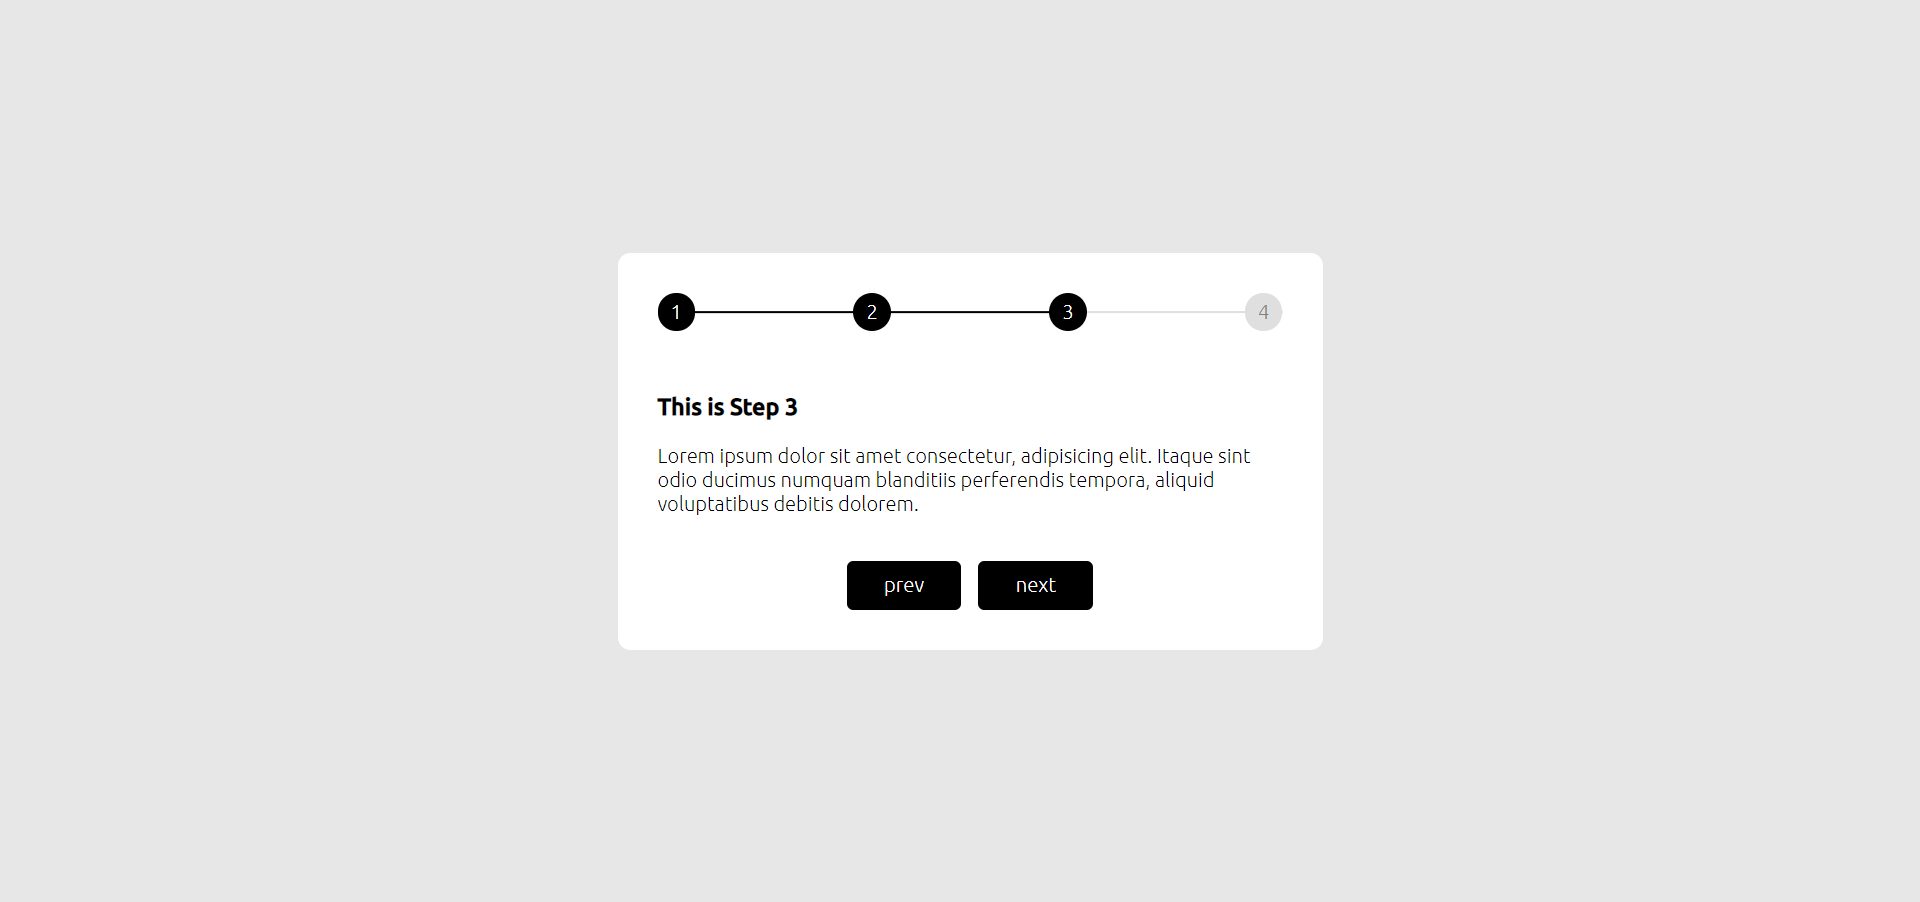 1 2 3 4
This is Step 3
Lorem ipsum dolor sit amet consectetur, adipisicing elit. Itaque sint
odio ducimus numquam blanditiis perferendis tempora, aliquid
voluptatibus debitis dolorem.
prev next